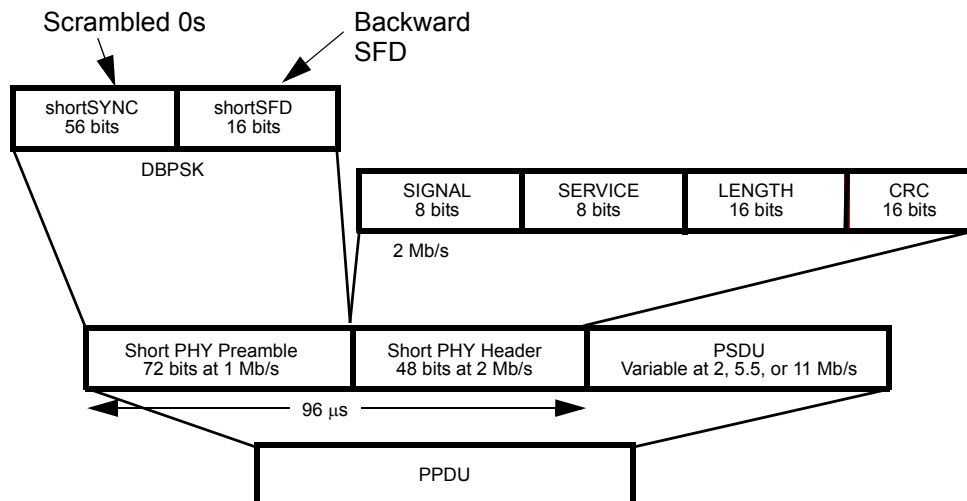 Scrambled 0s
Backward
SFD
shortSYNC
56 bits
shortSFD
16 bits
DBPSK
SIGNAL
8 bits
SERVICE
8 bits
LENGTH
16 bits
CRC
16 bits
2 Mb/s
Short PHY Preamble
72 bits at 1 Mb/s
Short PHY Header
48 bits at 2 Mb/s
PSDU
Variable at 2, 5.5, or 11 Mb/s
96 μs
PPDU